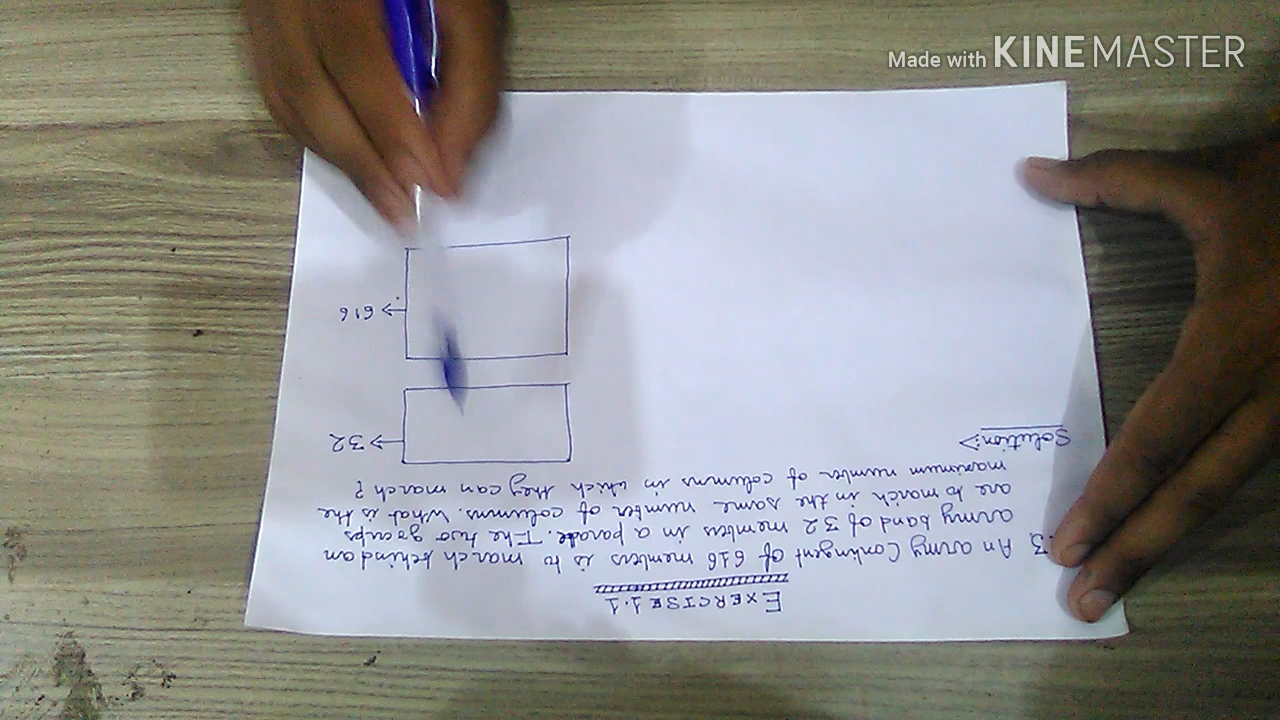 Made with KINEMASTER
EXERCISE 1.1
.3 An army Contingent of 616 members is to march behind an
army band of 32 members in a parade. The two groups
are to march in the same number of columns. What is the
maximum number of columns in which they can march?
Solution:
32
616